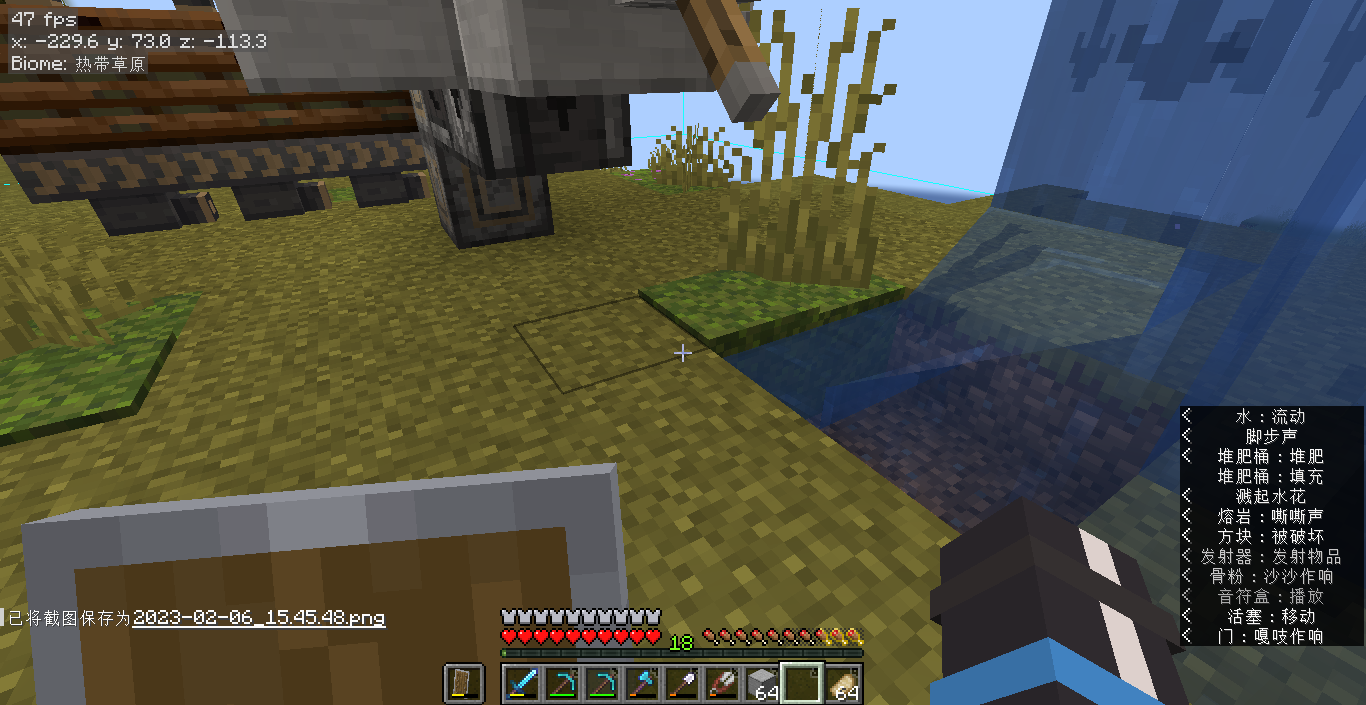 47 fps
x: -229.6 y: 73.0 z: -113.3
Biome: 热带草原
< 水：流动
< 脚步声
< 堆肥桶：堆肥
堆肥桶：填充
< 溅起水花
< 熔岩：嘶嘶声
< 方块：被破坏
< 发射器：发射物品
< 骨粉：沙沙作响
< 音符盒：播放
< 活塞：移动
< 门：嘎吱作响
已将截图保存为2023-02-06_15.45.48.png
18
64
64